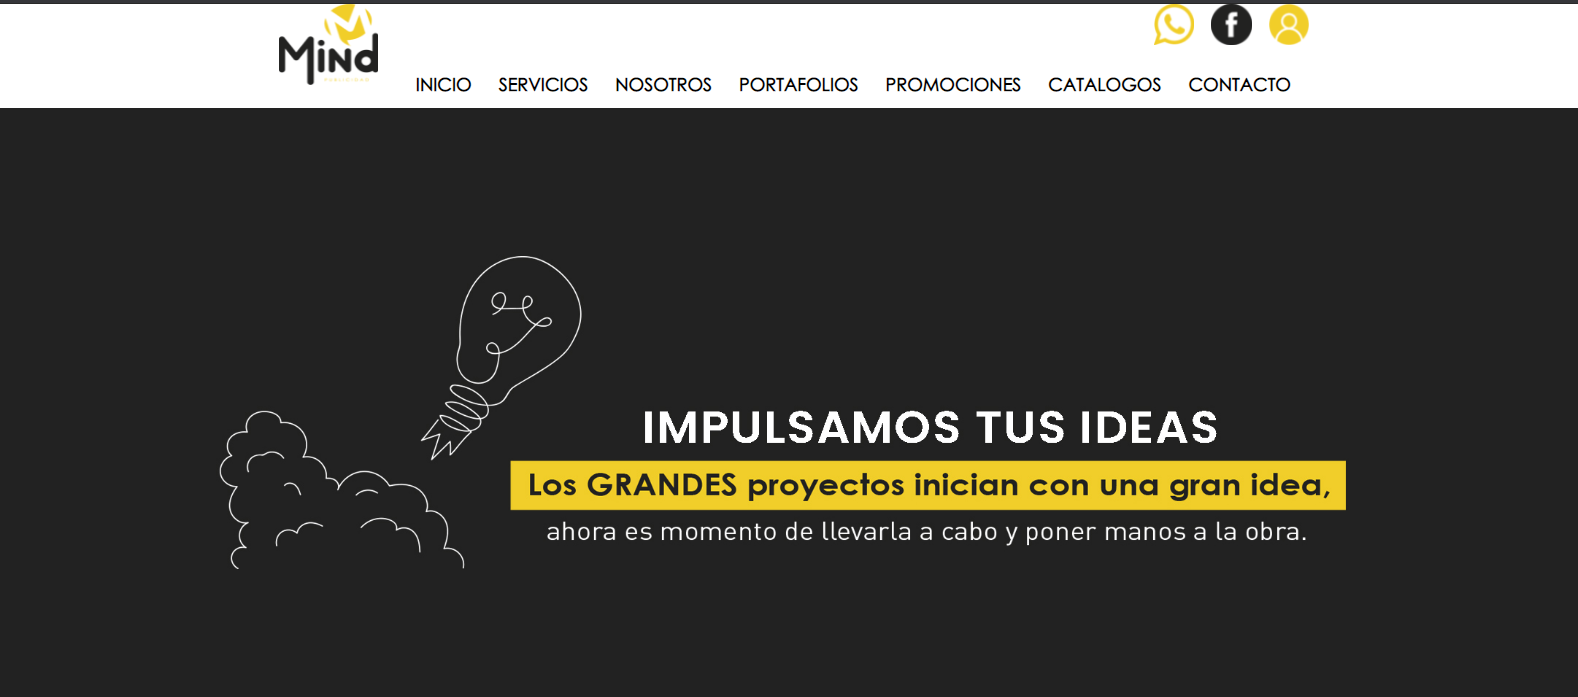 Mind
PUBLICIDAD
INICIO SERVICIOS NOSOTROS PORTAFOLIOS PROMOCIONES CATALOGOS CONTACTO
IMPULSAMOS TUS IDEAS
Los GRANDES proyectos inician con una gran idea,
ahora es momento de llevarla a cabo y poner manos a la obra.